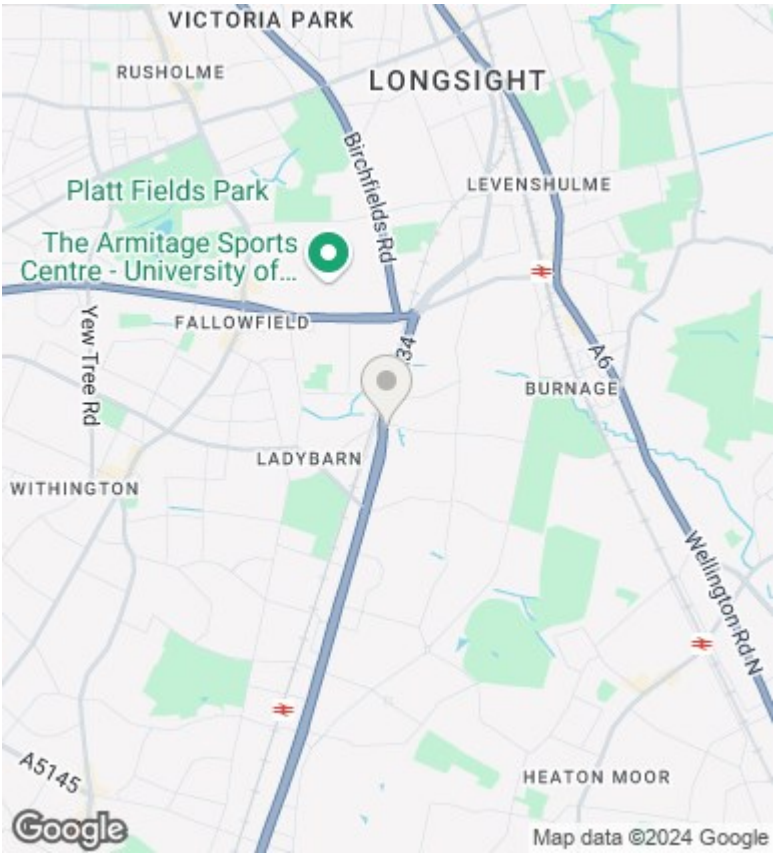 VICTORIA PARK
RUSHOLME
LONGSIGHT
Birchfields Rd
Platt Fields Park
LEVENSHULME
The Armitage Sports
Centre - University of...
FALLOWFIELD
Yew Tree Rd
34
A6
BURNAGE
LADYBARN
WITHINGTON
Wellington Rd N
A5145
HEATON MOOR
Google
Map data ©2024 Google